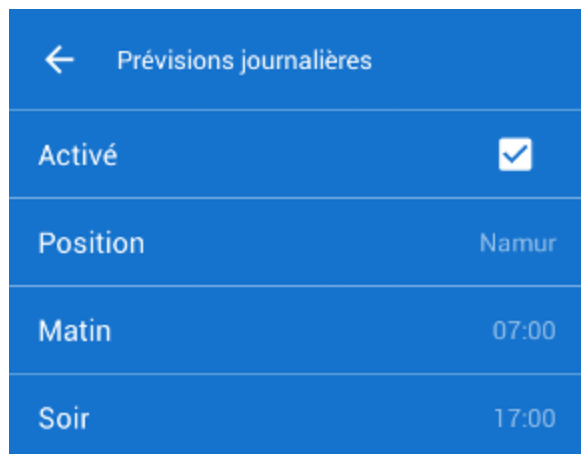 Prévisions journalières
Activé
Position Namur
Matin 07:00
Soir 17:00